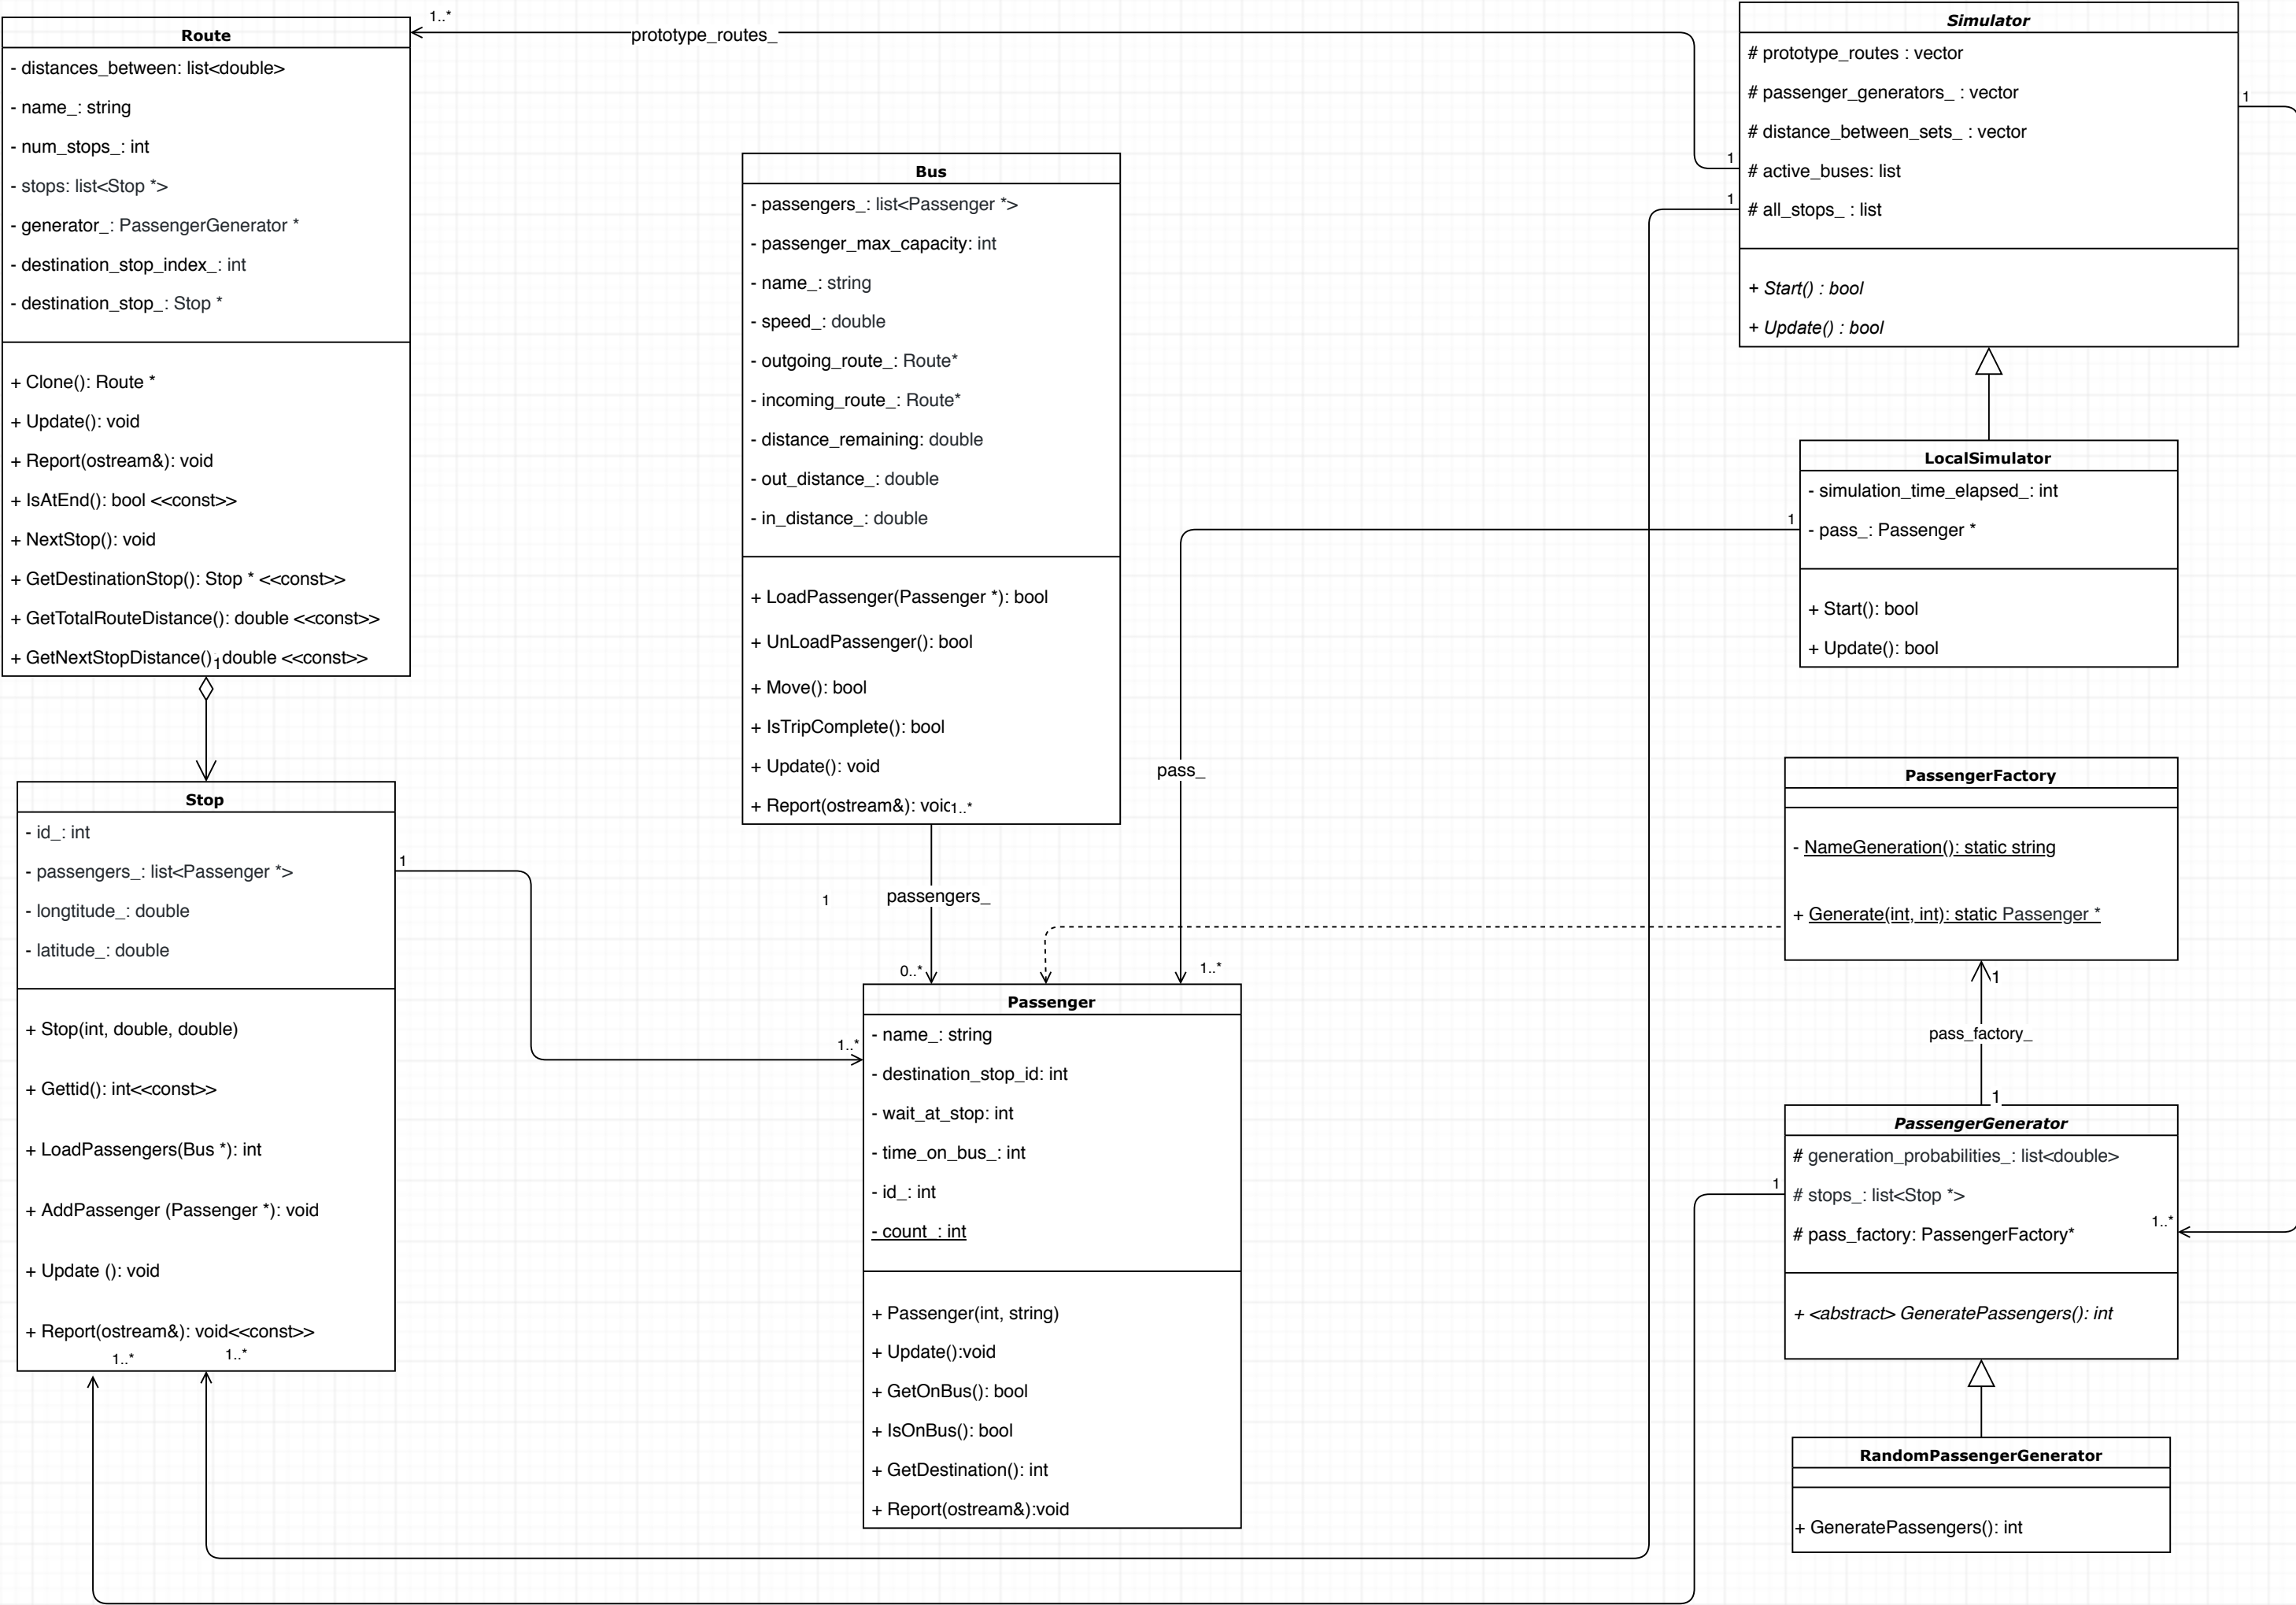 Route
- distances_between: list<double>
- name_: string
- num_stops_: int
- stops: list<Stop *>
- generator_: PassengerGenerator *
- destination_stop_index_: int
- destination_stop_: Stop *
+ Clone(): Route *
+ Update(): void
+ Report(ostream&): void
+ IsAtEnd(): bool <<const>>
+ NextStop(): void
+ GetDestinationStop(): Stop * <<const>>
+ GetTotalRouteDistance(): double <<const>>
+ GetNextStopDistance(): double <<const>>
1
1..*
prototype_routes_
Stop
- id_: int
- passengers_: list<Passenger *>
- longtitude_: double
- latitude_: double
+ Stop(int, double, double)
+ Gettid(): int<<const>>
+ LoadPassengers(Bus *): int
+ AddPassenger (Passenger *): void
+ Update (): void
+ Report(ostream&): void<<const>>
1..*
1..*
1
1..*
Bus
- passengers_: list<Passenger *>
- passenger_max_capacity: int
- name_: string
- speed_: double
- outgoing_route_: Route*
- incoming_route_: Route*
- distance_remaining: double
- out_distance_: double
- in_distance_: double
+ LoadPassenger(Passenger *): bool
+ UnLoadPassenger(): bool
+ Move(): bool
+ IsTripComplete(): bool
+ Update(): void
+ Report(ostream&): void
1..*
1
passengers_
0..*
pass_
1..*
Passenger
- name_: string
- destination_stop_id: int
- wait_at_stop: int
- time_on_bus_: int
- id_: int
- count_: int
+ Passenger(int, string)
+ Update():void
+ GetOnBus(): bool
+ IsOnBus(): bool
+ GetDestination(): int
+ Report(ostream&):void
Simulator
# prototype_routes : vector
# passenger_generators_ : vector
# distance_between_sets_ : vector
# active_buses: list
# all_stops_ : list
+ Start() : bool
+ Update() : bool
1
1
1
LocalSimulator
- simulation_time_elapsed_: int
- pass_: Passenger *
+ Start(): bool
+ Update(): bool
1
PassengerFactory
- NameGeneration(): static string
+ Generate(int, int): static Passenger *
1
pass_factory_
1
PassengerGenerator
# generation_probabilities_: list<double>
# stops_: list<Stop *>
# pass_factory: PassengerFactory*
+ <abstract> GeneratePassengers(): int
1
1..*
RandomPassengerGenerator
+ GeneratePassengers(): int